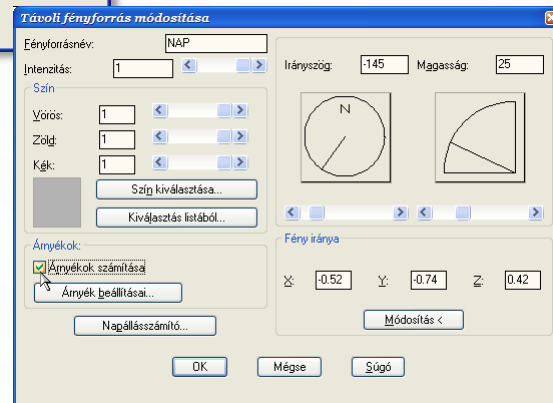 Távoli fényforrás módosítása
Fényforrásnév: NAP
Intenzitás: 1
Szín
Vörös: 1
Zöld: 1
Kék: 1
Szín kiválasztása...
Kiválasztás listából...
Árnyékok:
Árnyékok számítása
Árnyék beállításai...
Napállásszámító...
Irányszög: -145 Magasság: 25
N
Fény iránya
X: -0.52 Y: -0.74 Z: 0.42
Módosítás <
OK Mégse Súgó